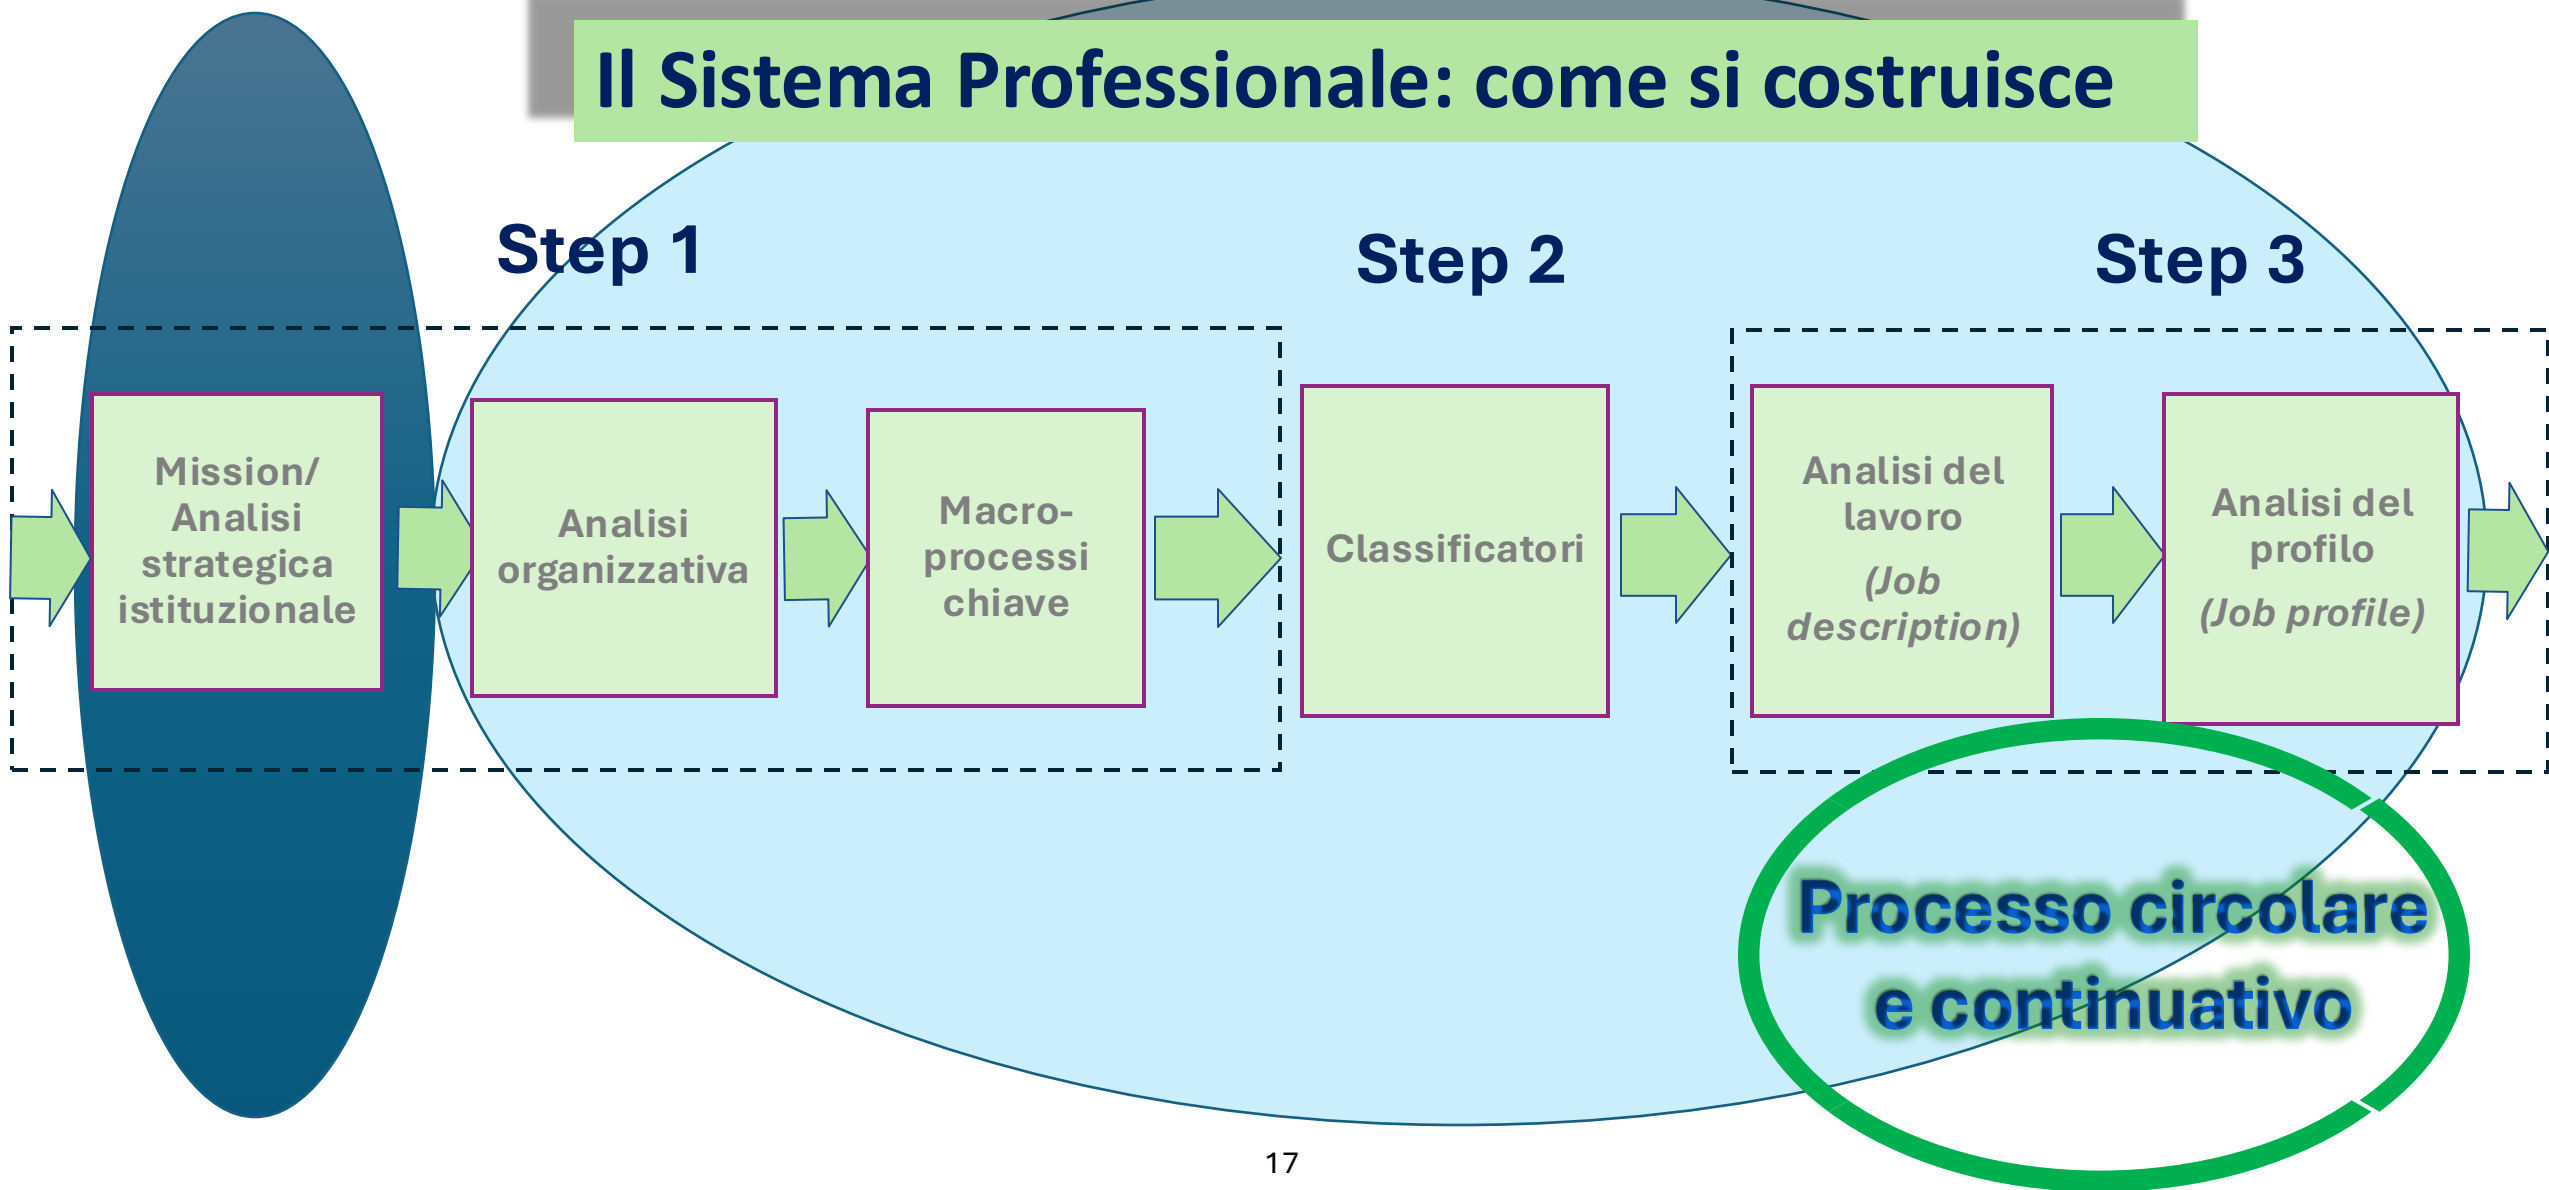 Il Sistema Professionale: come si costruisce
Step 1
Step 2
Step 3
Mission/
Analisi
strategica
istituzionale
Analisi
organizzativa
Macro-
processi
chiave
Classificatori
Analisi del
lavoro
(Job
description)
Analisi del
profilo
(Job profile)
Processo circolare
e continuativo
17